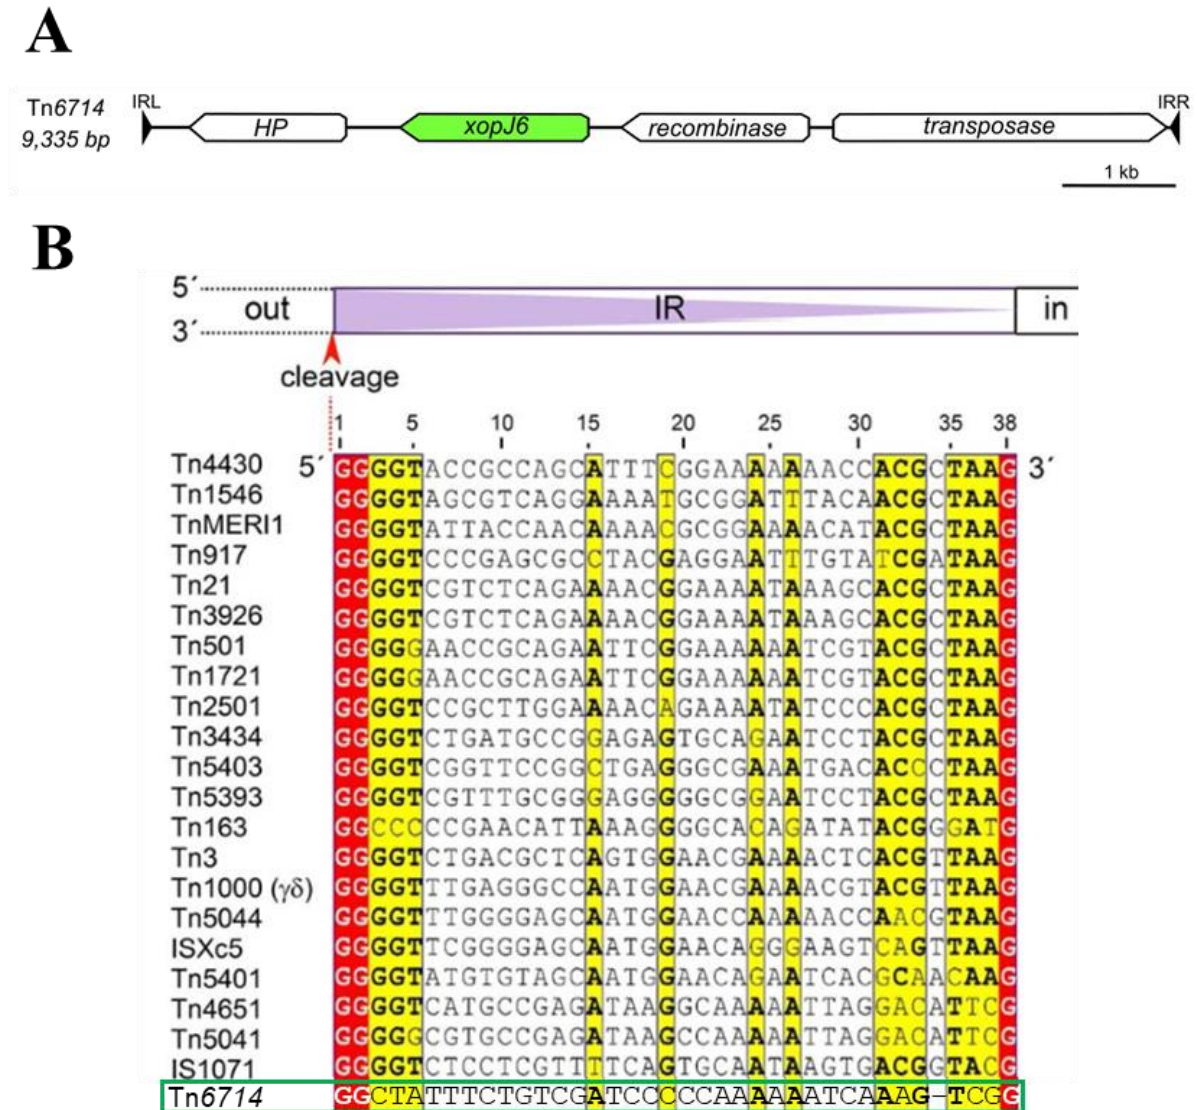 A
Tn6714
9,335 bp
IRL
HP
xopJ6
recombinase
transposase
IRR
1 kb
B
5´ out IR in
3´
cleavage
1 5 10 15 20 25 30 35 38
Tn4430 5´ GGGGTACCGCCAGCATTTCGGAAAAAAACCACGCTAAG 3´
Tn1546 GGGGTAGCGTCAGGAAAATGCGGATTTACAACGCTAAG
TnMERI1 GGGGTATTACCAACAAAACGCGGAAAACATACGCTAAG
Tn917 GGGGTCCCGAGCGCCTACGAGGAATTTGTATCGATAAG
Tn21 GGGGTCGTCTCAGAAAACGGAAAATAAAGCACGCTAAG
Tn3926 GGGGTCGTCTCAGAAAACGGAAAATAAAGCACGCTAAG
Tn501 GGGGGAACCGCAGAATTCGGAAAAAATCGTACGCTAAG
Tn1721 GGGGGAACCGCAGAATTCGGAAAAAATCGTACGCTAAG
Tn2501 GGGGTCCGCTTGGAAAACAGAAAATATCCCACGCTAAG
Tn3434 GGGGTCTGATGCCGGAGAGTGCAGAATCCTACGCTAAG
Tn5403 GGGGTCGGTTCCGGCTGAGGGCGAAATGACACCCTAAG
Tn5393 GGGGTCGTTTGCGGGAGGGGGCGGAATCCTACGCTAAG
Tn163 GGCCCCCGAACATTAAAGGGGCACAGATATACGGGATG
Tn3 GGGGTCTGACGCTCAGTGGAACGAAAACTCACGTTAAG
Tn1000 (γδ) GGGGTTTGAGGGCCAATGGAACGAAAACGTACGTTAAG
Tn5044 GGGGTTTGGGGAGCAATGGAACCAAAAACCAACGTAAG
ISXc5 GGGGTTCGGGGAGCAATGGAACAGGGAAGTCAGTTAAG
Tn5401 GGGGTATGTGTAGCAATGGAACAGAATCACGCAACAAG
Tn4651 GGGGTCATGCCGAGATAAGGCAAAAATTAGGACATTCG
Tn5041 GGGGGCGTGCCGAGATAAGCCAAAAATTAGGACATTCG
IS1071 GGGGTCTCCTCGTTTTCAGTGCAATAAGTGACGGTACG
Tn6714 GGCTATTTCTGTCGATCCCCCAAAAAATCAAAG-TCGG